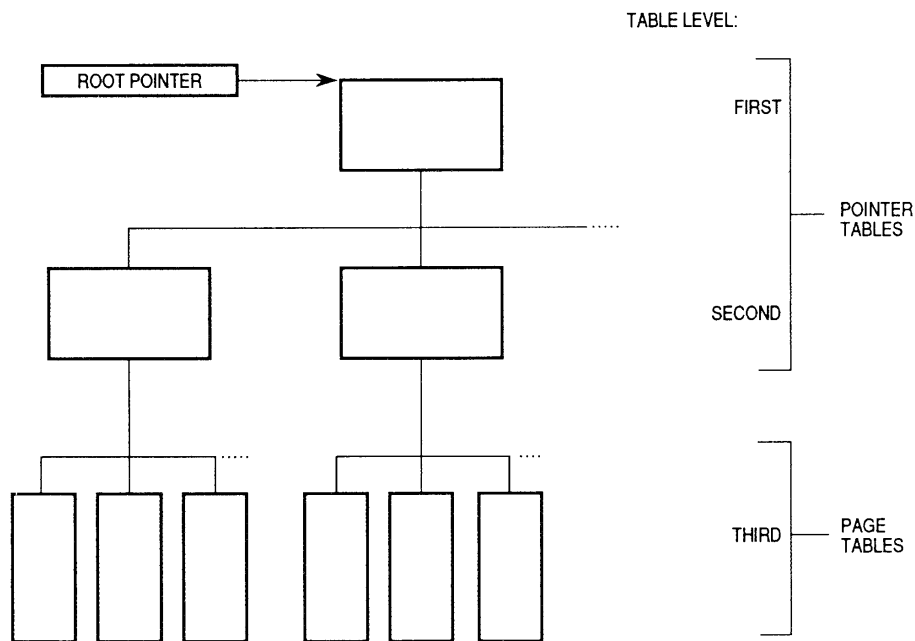 TABLE LEVEL:
ROOT POINTER
FIRST
POINTER
TABLES
SECOND
THIRD
PAGE
TABLES